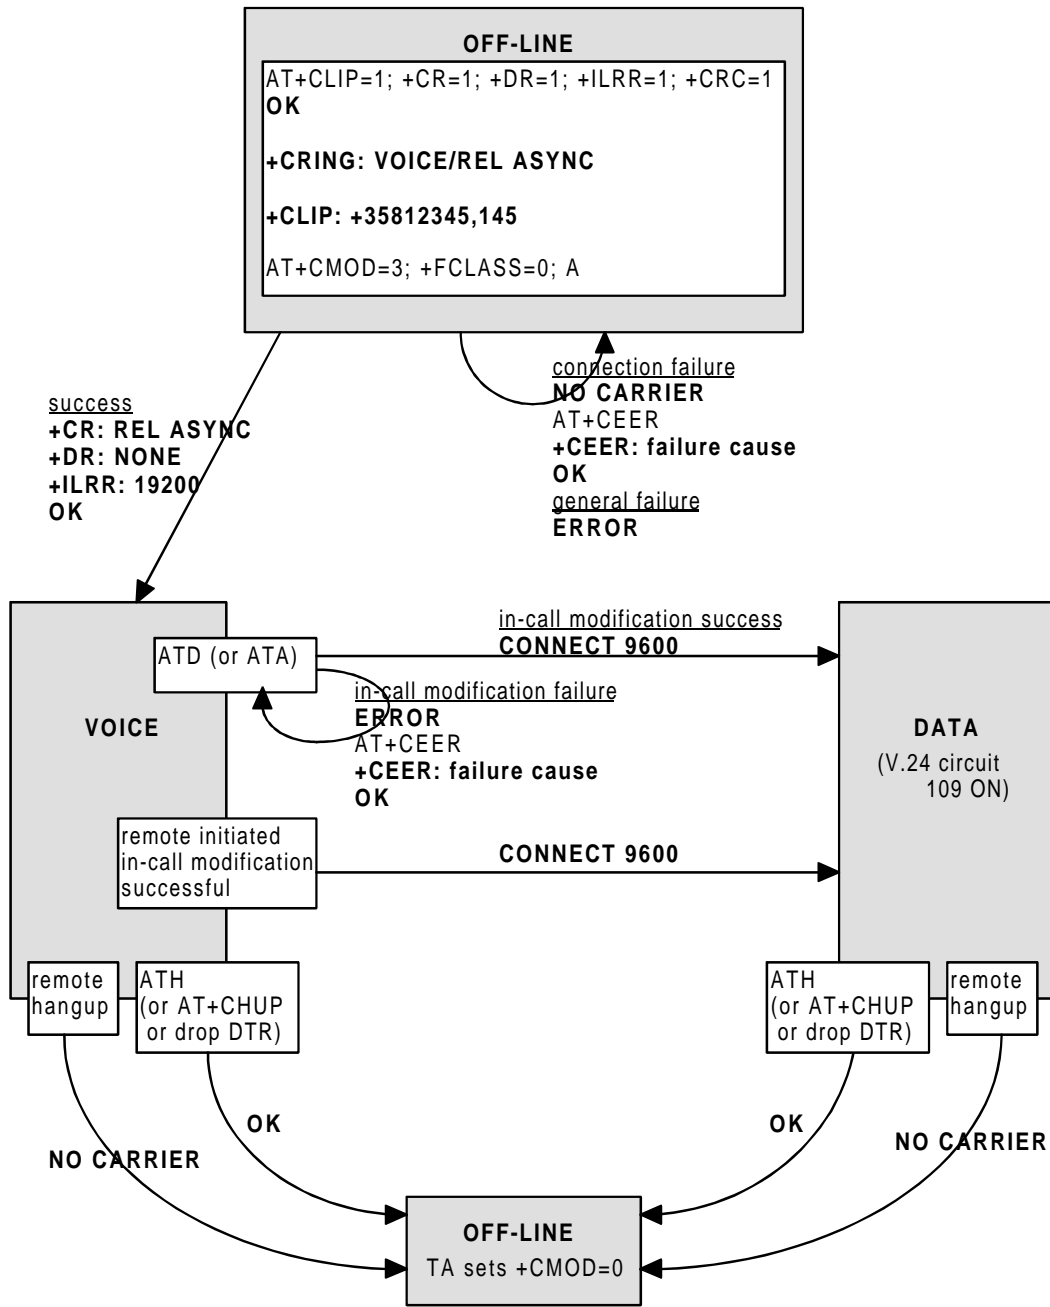 OFF-LINE
AT+CLIP=1; +CR=1; +DR=1; +ILRR=1; +CRC=1
OK
+CRING: VOICE/REL ASYNC
+CLIP: +35812345,145
AT+CMOD=3; +FCLASS=0; A
connection failure
NO CARRIER
AT+CEER
+CEER: failure cause
OK
general failure
ERROR
success
+CR: REL ASYNC
+DR: NONE
+ILRR: 19200
OK
in-call modification success
CONNECT 9600
ATD (or ATA)
in-call modification failure
ERROR
AT+CEER
+CEER: failure cause
OK
VOICE
DATA
(V.24 circuit
109 ON)
remote initiated
in-call modification
successful
CONNECT 9600
remote
hangup
ATH
(or AT+CHUP
or drop DTR)
ATH
(or AT+CHUP
or drop DTR)
remote
hangup
OK
NO CARRIER
OK
NO CARRIER
OFF-LINE
TA sets +CMOD=0